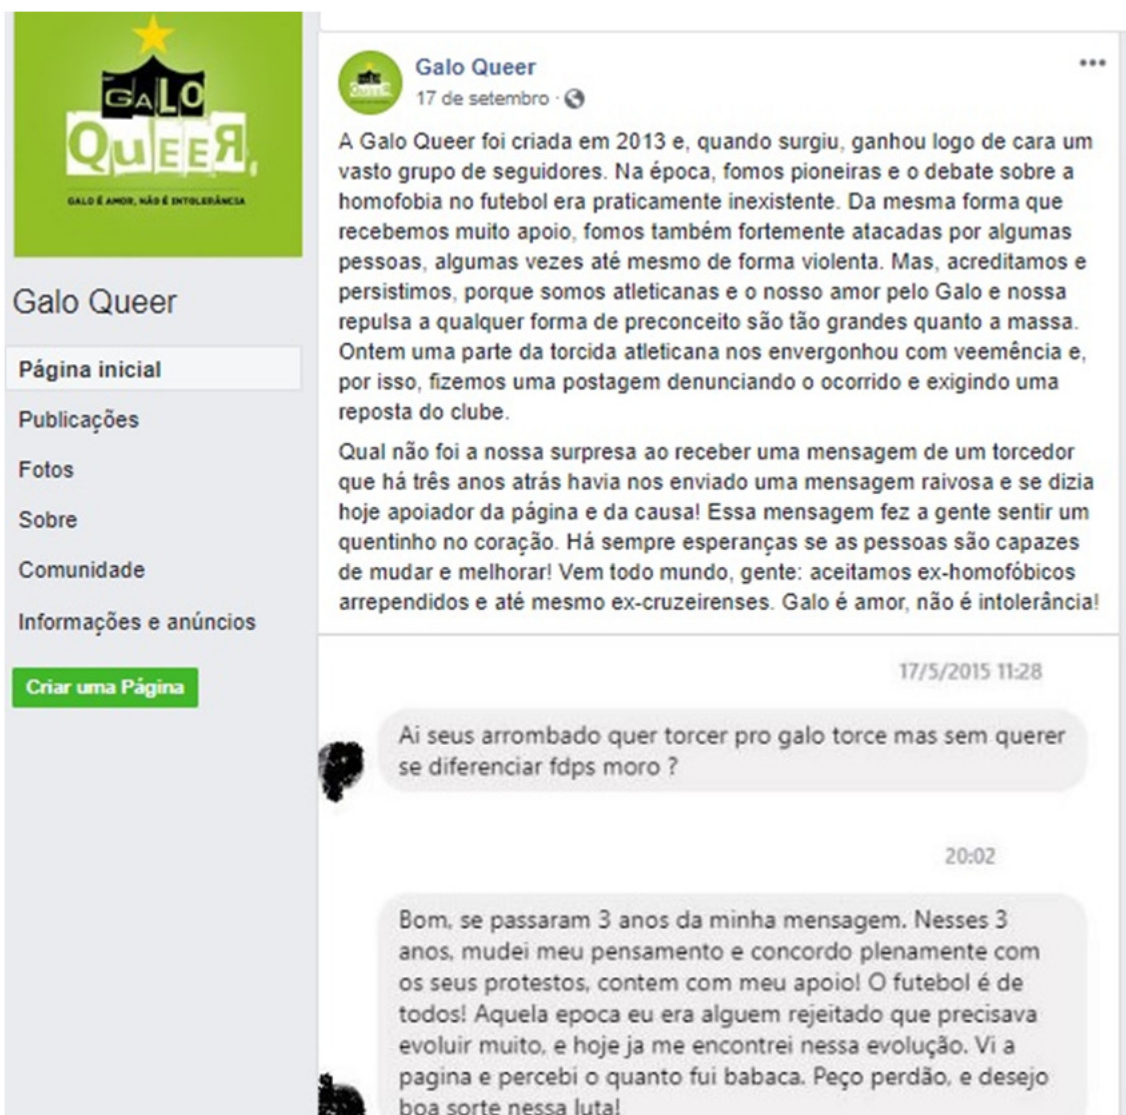 GALO
QUEER
GALO É AMOR, NÃO É INTOLERÂNCIA
Galo Queer
Página inicial
Publicações
Fotos
Sobre
Comunidade
Informações e anúncios
Criar uma Página
Galo Queer
17 de setembro ·
A Galo Queer foi criada em 2013 e, quando surgiu, ganhou logo de cara um
vasto grupo de seguidores. Na época, fomos pioneiras e o debate sobre a
homofobia no futebol era praticamente inexistente. Da mesma forma que
recebemos muito apoio, fomos também fortemente atacadas por algumas
pessoas, algumas vezes até mesmo de forma violenta. Mas, acreditamos e
persistimos, porque somos atleticanas e o nosso amor pelo Galo e nossa
repulsa a qualquer forma de preconceito são tão grandes quanto a massa.
Ontem uma parte da torcida atleticana nos envergonhou com veemência e,
por isso, fizemos uma postagem denunciando o ocorrido e exigindo uma
reposta do clube.
Qual não foi a nossa surpresa ao receber uma mensagem de um torcedor
que há três anos atrás havia nos enviado uma mensagem raivosa e se dizia
hoje apoiador da página e da causa! Essa mensagem fez a gente sentir um
quentinho no coração. Há sempre esperanças se as pessoas são capazes
de mudar e melhorar! Vem todo mundo, gente: aceitamos ex-homofóbicos
arrependidos e até mesmo ex-cruzeirenses. Galo é amor, não é intolerância!
17/5/2015 11:28
Ai seus arrombado quer torcer pro galo torce mas sem querer
se diferenciar fdps moro ?
20:02
Bom, se passaram 3 anos da minha mensagem. Nesses 3
anos, mudei meu pensamento e concordo plenamente com
os seus protestos, contem com meu apoio! O futebol é de
todos! Aquela epoca eu era alguem rejeitado que precisava
evoluir muito, e hoje ja me encontrei nessa evolução. Vi a
pagina e percebi o quanto fui babaca. Peço perdão, e desejo
boa sorte nessa luta!